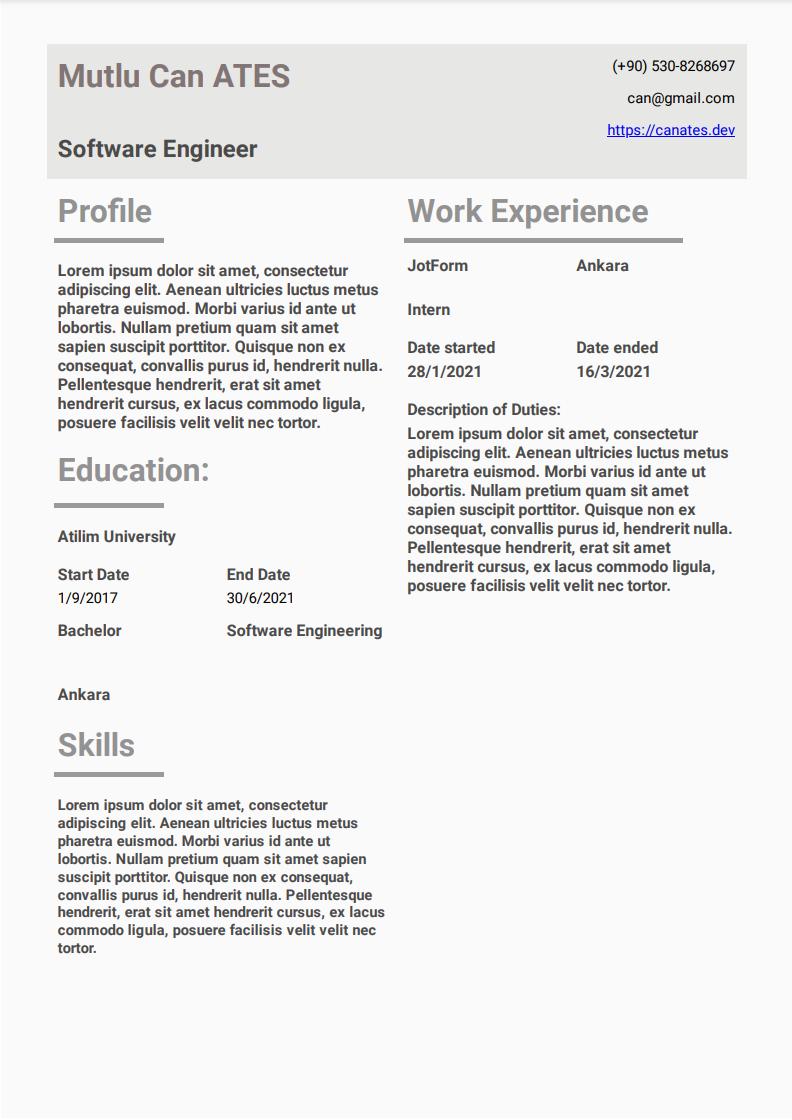 Mutlu Can ATES
Software Engineer
(+90) 530-8268697
can@gmail.com
https://canates.dev
Profile
Lorem ipsum dolor sit amet, consectetur
adipiscing elit. Aenean ultricies luctus metus
pharetra euismod. Morbi varius id ante ut
lobortis. Nullam pretium quam sit amet
sapien suscipit porttitor. Quisque non ex
consequat, convallis purus id, hendrerit nulla.
Pellentesque hendrerit, erat sit amet
hendrerit cursus, ex lacus commodo ligula,
posuere facilisis velit velit nec tortor.
Education:
Atilim University
Start Date End Date
1/9/2017 30/6/2021
Bachelor Software Engineering
Ankara
Skills
Lorem ipsum dolor sit amet, consectetur
adipiscing elit. Aenean ultricies luctus metus
pharetra euismod. Morbi varius id ante ut
lobortis. Nullam pretium quam sit amet sapien
suscipit porttitor. Quisque non ex consequat,
convallis purus id, hendrerit nulla. Pellentesque
hendrerit, erat sit amet hendrerit cursus, ex lacus
commodo ligula, posuere facilisis velit velit nec
tortor.
Work Experience
JotForm Ankara
Intern
Date started Date ended
28/1/2021 16/3/2021
Description of Duties:
Lorem ipsum dolor sit amet, consectetur
adipiscing elit. Aenean ultricies luctus metus
pharetra euismod. Morbi varius id ante ut
lobortis. Nullam pretium quam sit amet
sapien suscipit porttitor. Quisque non ex
consequat, convallis purus id, hendrerit nulla.
Pellentesque hendrerit, erat sit amet
hendrerit cursus, ex lacus commodo ligula,
posuere facilisis velit velit nec tortor.